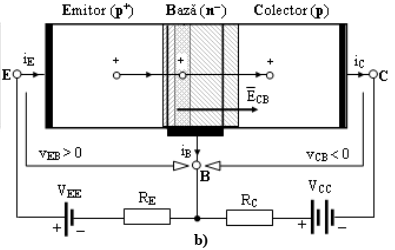 Emitor (p⁺) Bază (n⁻) Colector (p)
+ + +
E iE iC C
E̅CB
iB
vEB > 0 vCB < 0
B
VEE RE RC VCC
+ − + −
b)